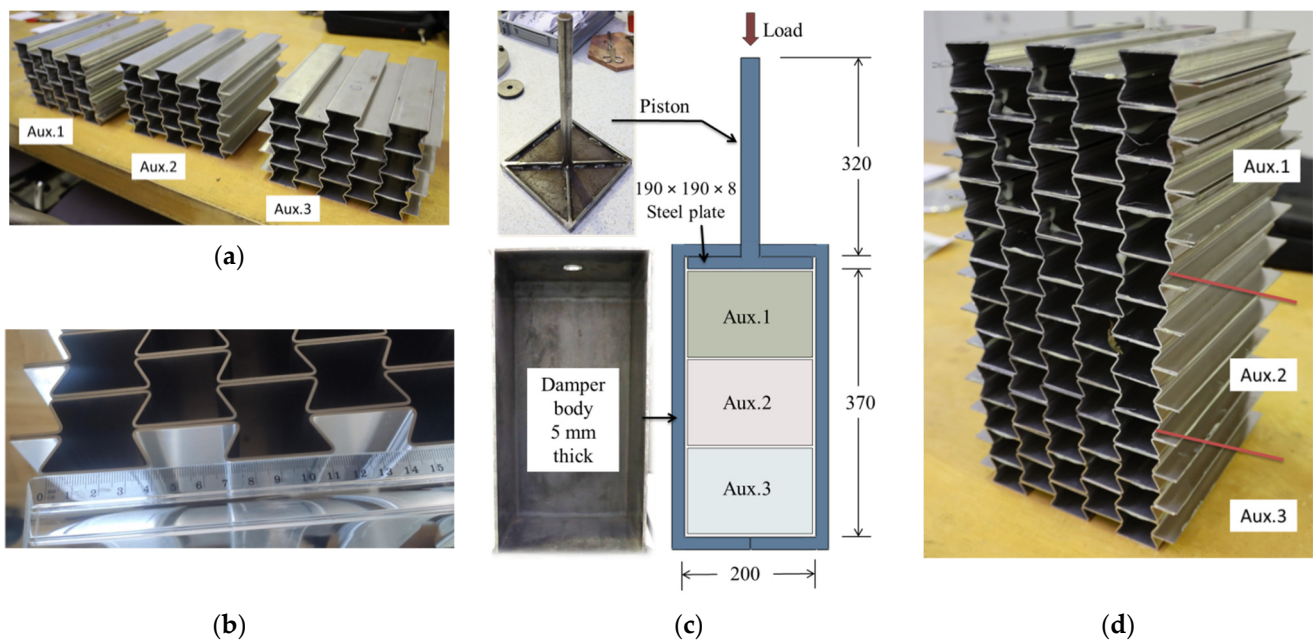 Aux.1
Aux.2
Aux.3
(a)
0 1 2 3 4 5 6 7 8 9 10 11 12 13 14 15
(b)
Load
Piston
320
190 × 190 × 8
Steel plate
Aux.1
Aux.2
Aux.3
Damper
body
5 mm
thick
370
200
(c)
Aux.1
Aux.2
Aux.3
(d)